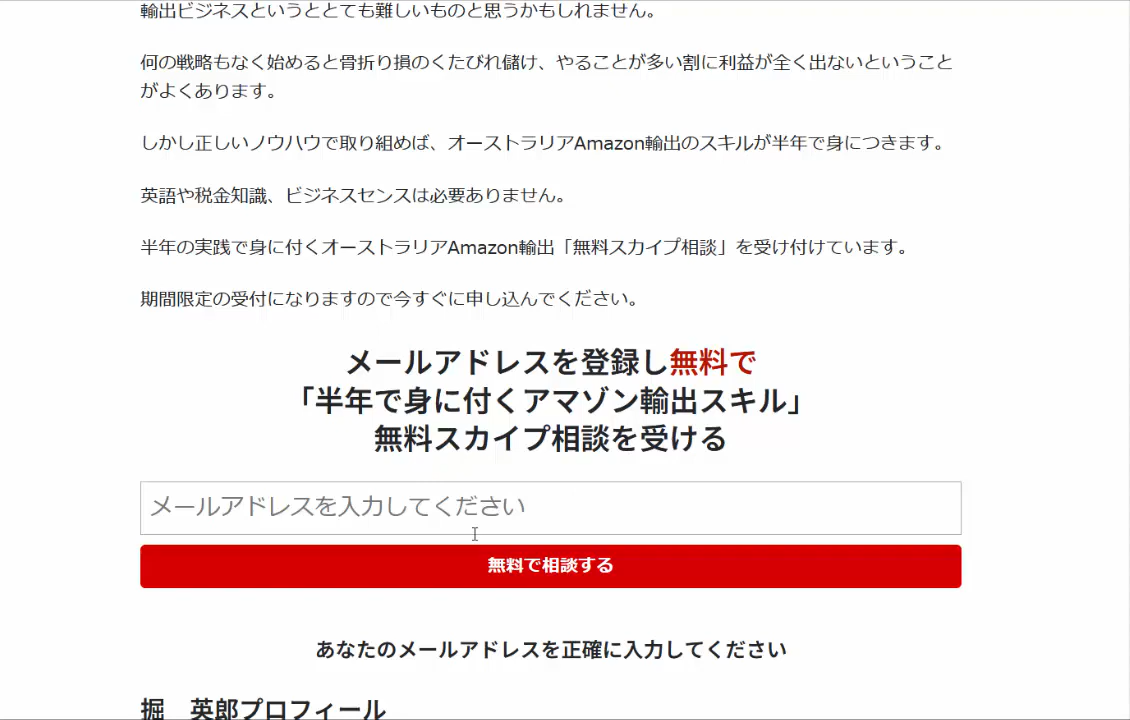 輸出ビジネスというととても難しいものと思うかもしれません。
何の戦略もなく始めると骨折り損のくたびれ儲け、やることが多い割に利益が全く出ないということ
がよくあります。
しかし正しいノウハウで取り組めば、オーストラリアAmazon輸出のスキルが半年で身につきます。
英語や税金知識、ビジネスセンスは必要ありません。
半年の実践で身に付くオーストラリアAmazon輸出「無料スカイプ相談」を受け付けています。
期間限定の受付になりますので今すぐに申し込んでください。
メールアドレスを登録し無料で
「半年で身に付くアマゾン輸出スキル」
無料スカイプ相談を受ける
メールアドレスを入力してください
無料で相談する
あなたのメールアドレスを正確に入力してください
掘　英郎プロフィール